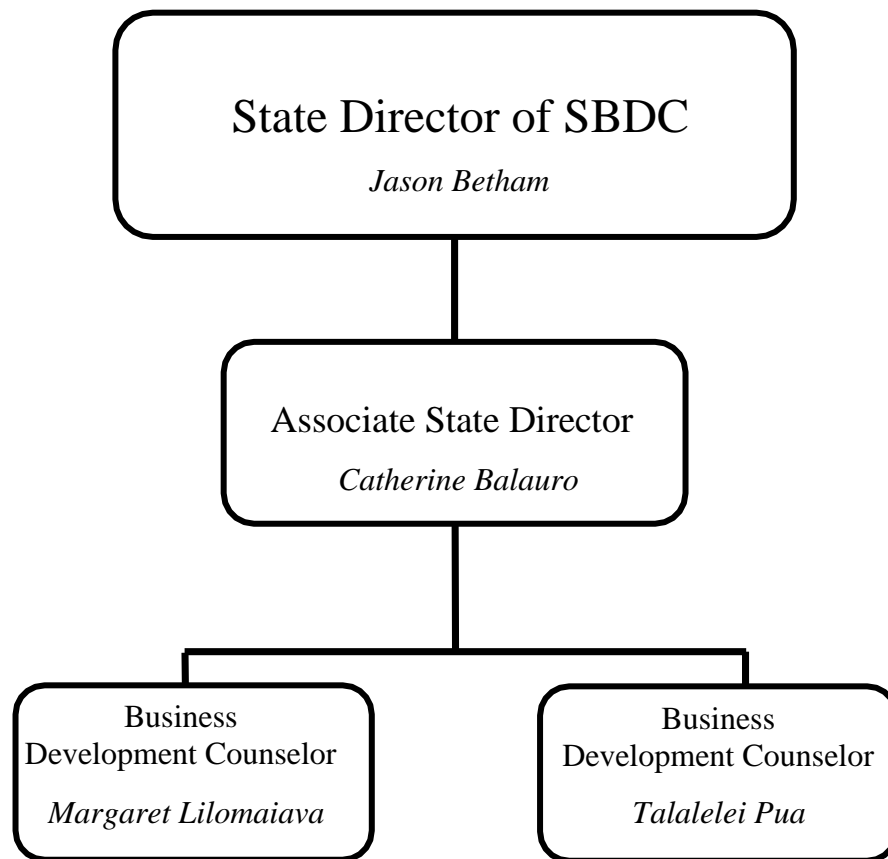 State Director of SBDC
Jason Betham
Associate State Director
Catherine Balauro
Business
Development Counselor
Margaret Lilomaiava
Business
Development Counselor
Talalelei Pua